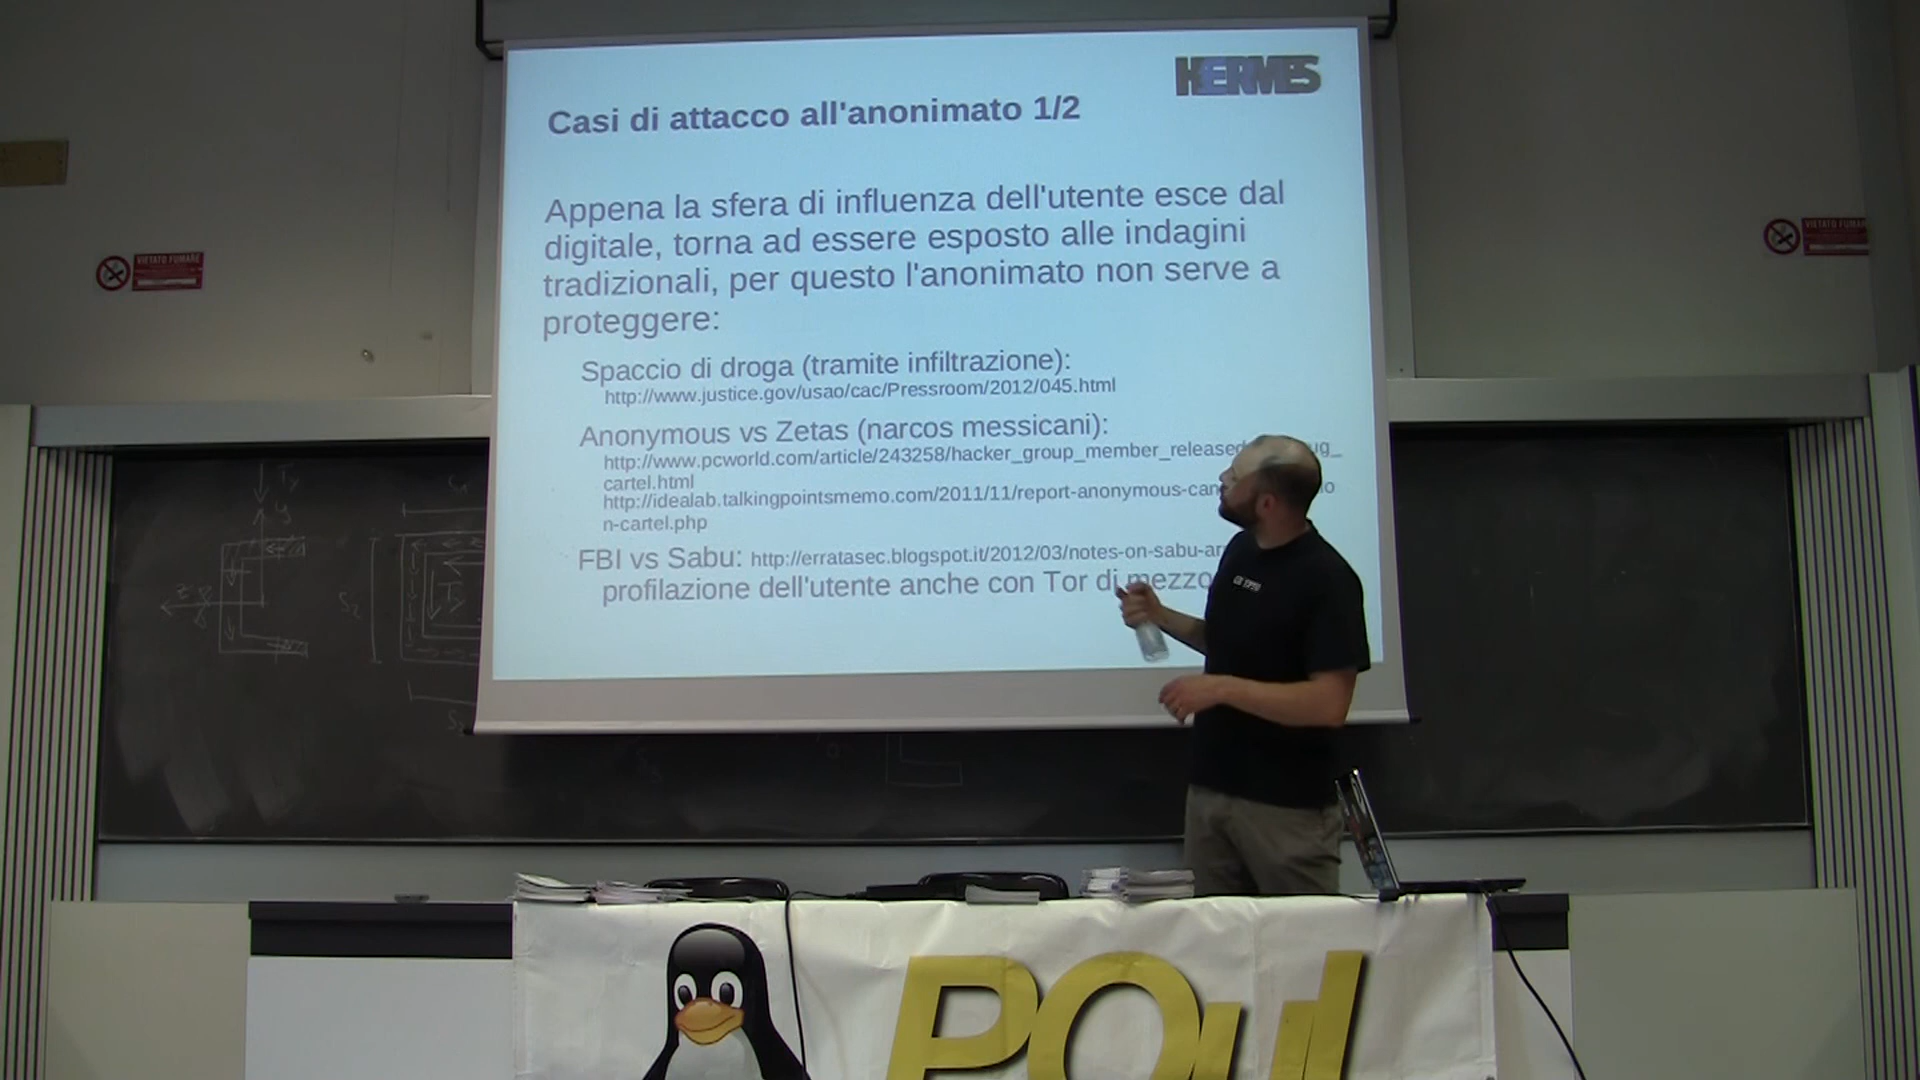 HERMES
Casi di attacco all'anonimato 1/2
Appena la sfera di influenza dell'utente esce dal
digitale, torna ad essere esposto alle indagini
tradizionali, per questo l'anonimato non serve a
proteggere:
Spaccio di droga (tramite infiltrazione):
http://www.justice.gov/usao/cac/Pressroom/2012/045.html
Anonymous vs Zetas (narcos messicani):
http://www.pcworld.com/article/243258/hacker_group_member_released
cartel.html
http://idealab.talkingpointsmemo.com/2011/11/report-anonymous-can
n-cartel.php
FBI vs Sabu: http://erratasec.blogspot.it/2012/03/notes-on-sabu-ar
profilazione dell'utente anche con Tor di mezzo
VIETATO FUMARE
VIETATO FUMARE
POul